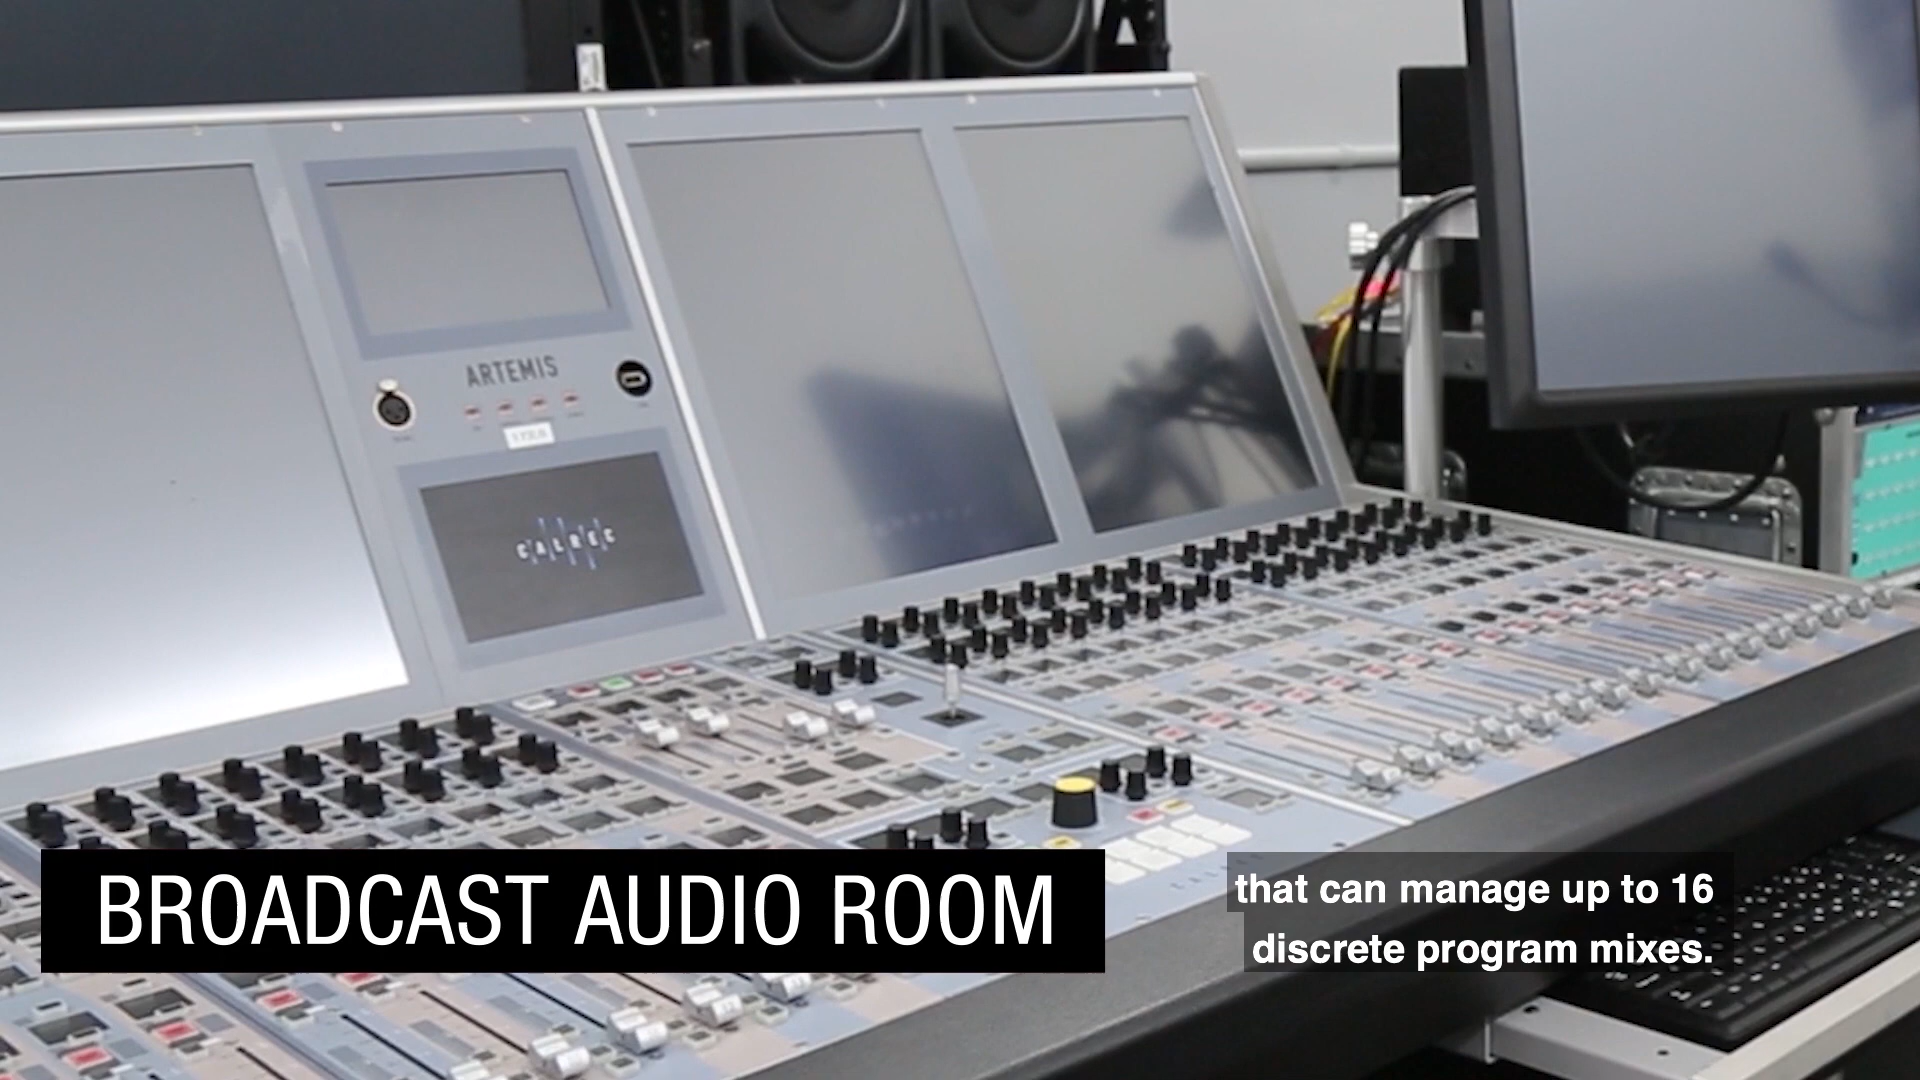 ARTEMIS
CALREC
BROADCAST AUDIO ROOM
that can manage up to 16
discrete program mixes.